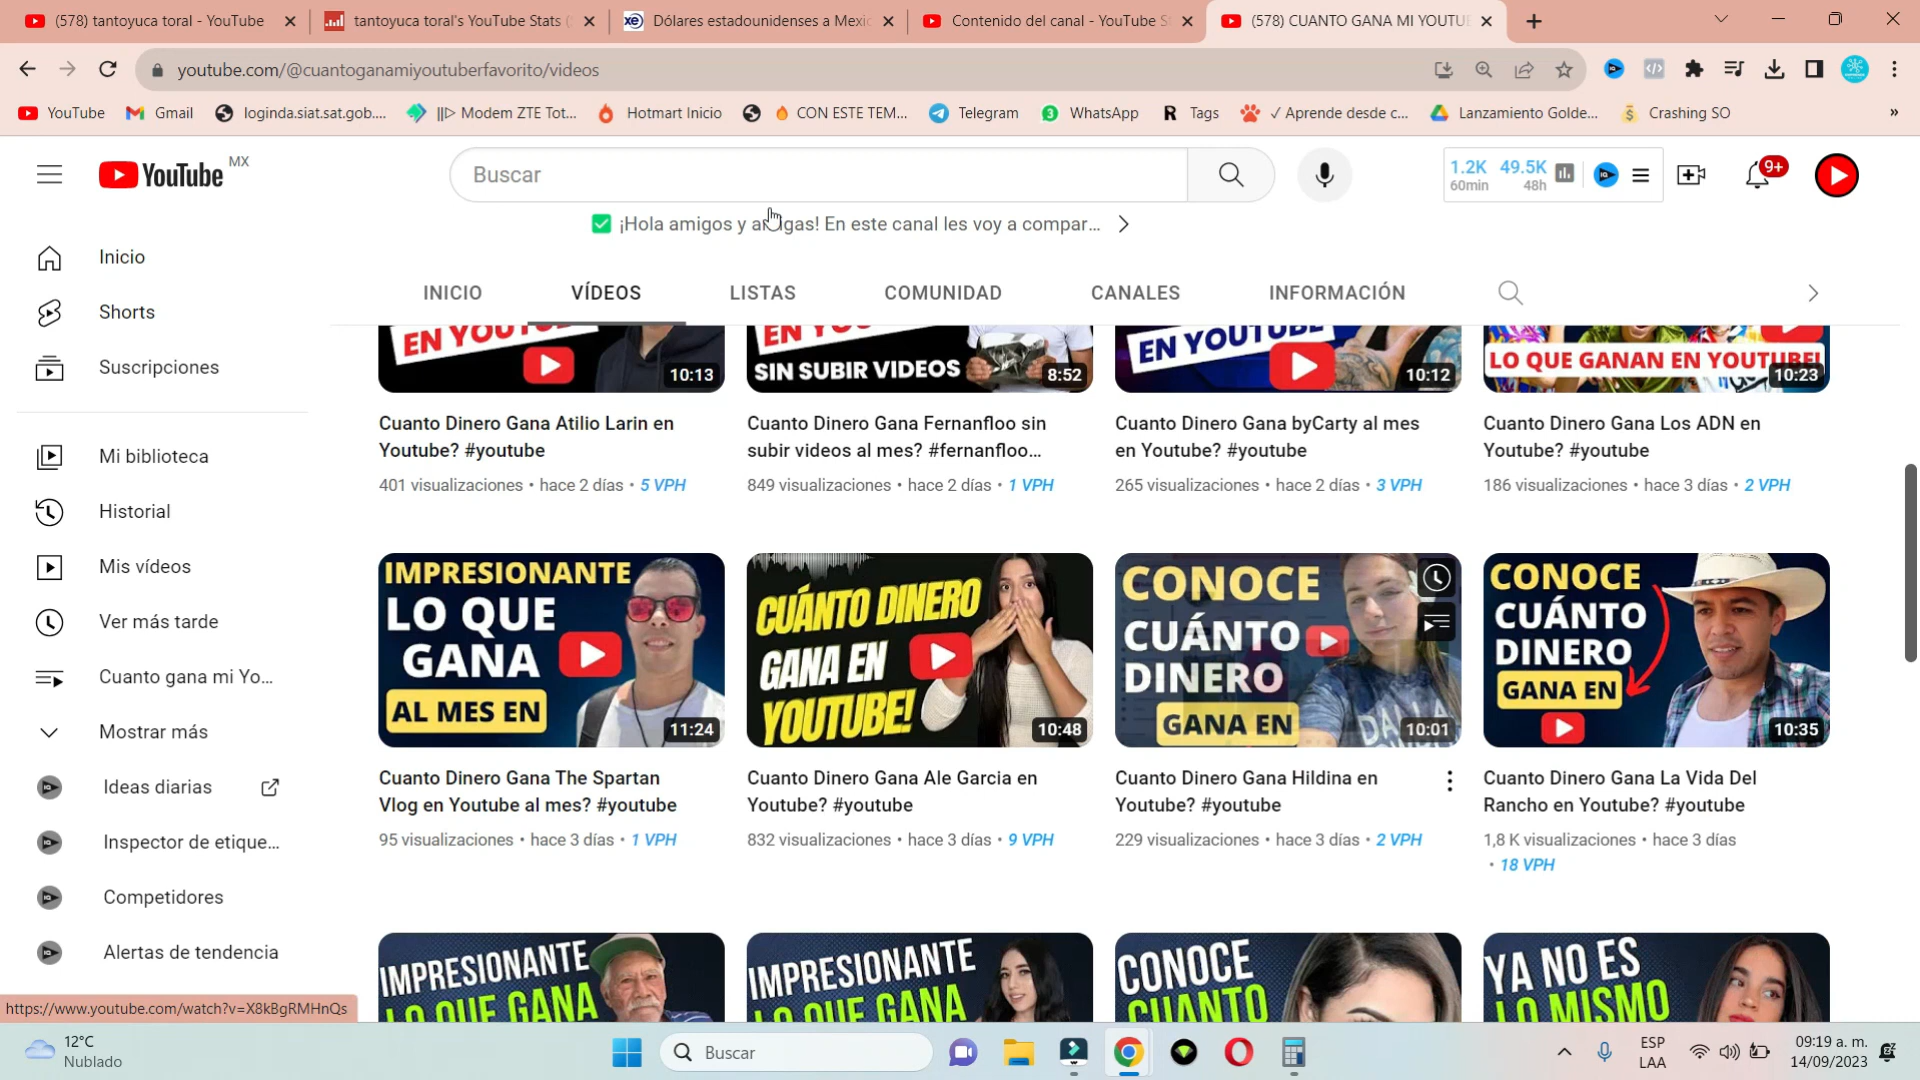 (578) tantoyuca toral - YouTube
tantoyuca toral's YouTube Stats (
Dólares estadounidenses a Mexic
Contenido del canal - YouTube S
(578) CUANTO GANA MI YOUTUB
youtube.com/@cuantoganamiyoutuberfavorito/videos
YouTube
Gmail
loginda.siat.sat.gob....
||▷ Modem ZTE Tot...
Hotmart Inicio
CON ESTE TEM...
Telegram
WhatsApp
Tags
✓ Aprende desde c...
Lanzamiento Golde...
Crashing SO
»
YouTube MX
Buscar
1.2K 49.5K
60min 48h
9+
¡Hola amigos y amigas! En este canal les voy a compar...
INICIO
VÍDEOS
LISTAS
COMUNIDAD
CANALES
INFORMACIÓN
Inicio
Shorts
Suscripciones
Mi biblioteca
Historial
Mis vídeos
Ver más tarde
Cuanto gana mi Yo...
Mostrar más
Ideas diarias
Inspector de etique...
Competidores
Alertas de tendencia
EN YOUTUBE
10:13
EN YOUTUBE
SIN SUBIR VIDEOS
8:52
EN YOUTUBE
10:12
LO QUE GANAN EN YOUTUBE!
10:23
Cuanto Dinero Gana Atilio Larin en
Youtube? #youtube
401 visualizaciones • hace 2 días • 5 VPH
Cuanto Dinero Gana Fernanfloo sin
subir videos al mes? #fernanfloo...
849 visualizaciones • hace 2 días • 1 VPH
Cuanto Dinero Gana byCarty al mes
en Youtube? #youtube
265 visualizaciones • hace 2 días • 3 VPH
Cuanto Dinero Gana Los ADN en
Youtube? #youtube
186 visualizaciones • hace 3 días • 2 VPH
IMPRESIONANTE
LO QUE
GANA
AL MES EN
11:24
CUÁNTO DINERO
GANA EN
YOUTUBE!
10:48
CONOCE
CUÁNTO
DINERO
GANA EN
10:01
CONOCE
CUÁNTO
DINERO
GANA EN
10:35
Cuanto Dinero Gana The Spartan
Vlog en Youtube al mes? #youtube
95 visualizaciones • hace 3 días • 1 VPH
Cuanto Dinero Gana Ale Garcia en
Youtube? #youtube
832 visualizaciones • hace 3 días • 9 VPH
Cuanto Dinero Gana Hildina en
Youtube? #youtube
229 visualizaciones • hace 3 días • 2 VPH
Cuanto Dinero Gana La Vida Del
Rancho en Youtube? #youtube
1,8 K visualizaciones • hace 3 días
• 18 VPH
IMPRESIONANTE
LO QUE GANA
IMPRESIONANTE
LO QUE GANA
CONOCE
CUANTO
YA NO ES
LO MISMO
https://www.youtube.com/watch?v=X8kBgRMHnQs
12°C
Nublado
Buscar
ESP
LAA
09:19 a. m.
14/09/2023